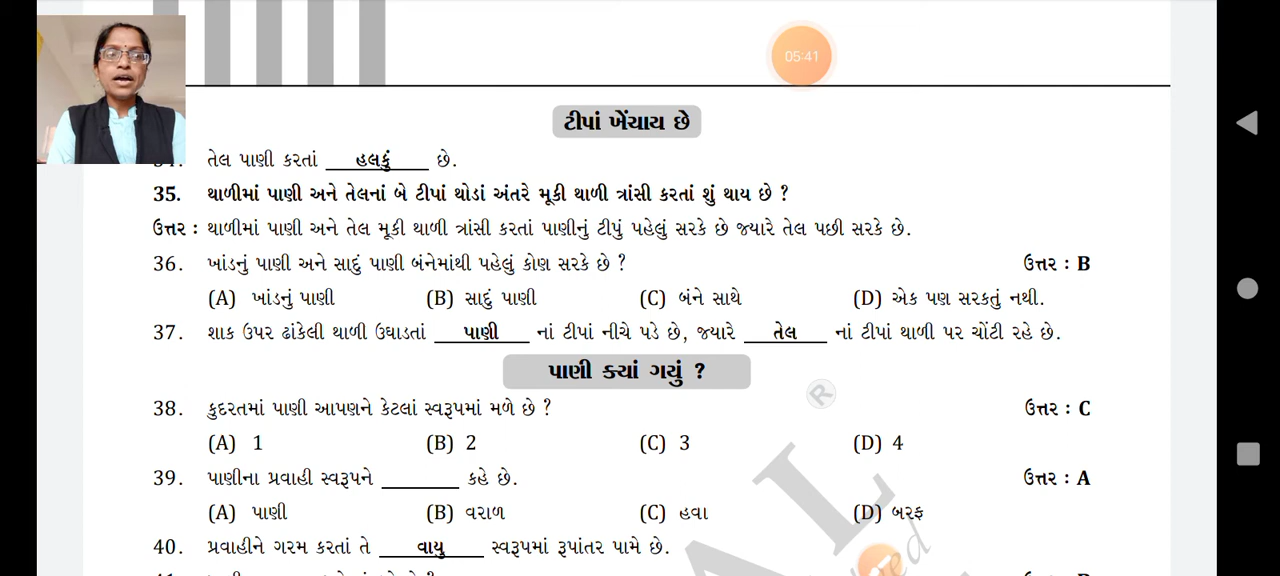 05:41
ટીપાં ખેંચાય છે
તેલ પાણી કરતાં હલકું છે.
35. થાળીમાં પાણી અને તેલનાં બે ટીપાં થોડાં અંતરે મૂકી થાળી ત્રાંસી કરતાં શું થાય છે ?
ઉત્તર : થાળીમાં પાણી અને તેલ મૂકી થાળી ત્રાંસી કરતાં પાણીનું ટીપું પહેલું સરકે છે જ્યારે તેલ પછી સરકે છે.
36. ખાંડનું પાણી અને સાદું પાણી બંનેમાંથી પહેલું કોણ સરકે છે ? ઉત્તર : B
(A) ખાંડનું પાણી (B) સાદું પાણી (C) બંને સાથે (D) એક પણ સરકતું નથી.
37. શાક ઉપર ઢાંકેલી થાળી ઉઘાડતાં પાણી નાં ટીપાં નીચે પડે છે, જ્યારે તેલ નાં ટીપાં થાળી પર ચોંટી રહે છે.
પાણી ક્યાં ગયું ?
38. કુદરતમાં પાણી આપણને કેટલાં સ્વરૂપમાં મળે છે ? ઉત્તર : C
(A) 1 (B) 2 (C) 3 (D) 4
39. પાણીના પ્રવાહી સ્વરૂપને ________ કહે છે. ઉત્તર : A
(A) પાણી (B) વરાળ (C) હવા (D) બરફ
40. પ્રવાહીને ગરમ કરતાં તે વાયુ સ્વરૂપમાં રૂપાંતર પામે છે.